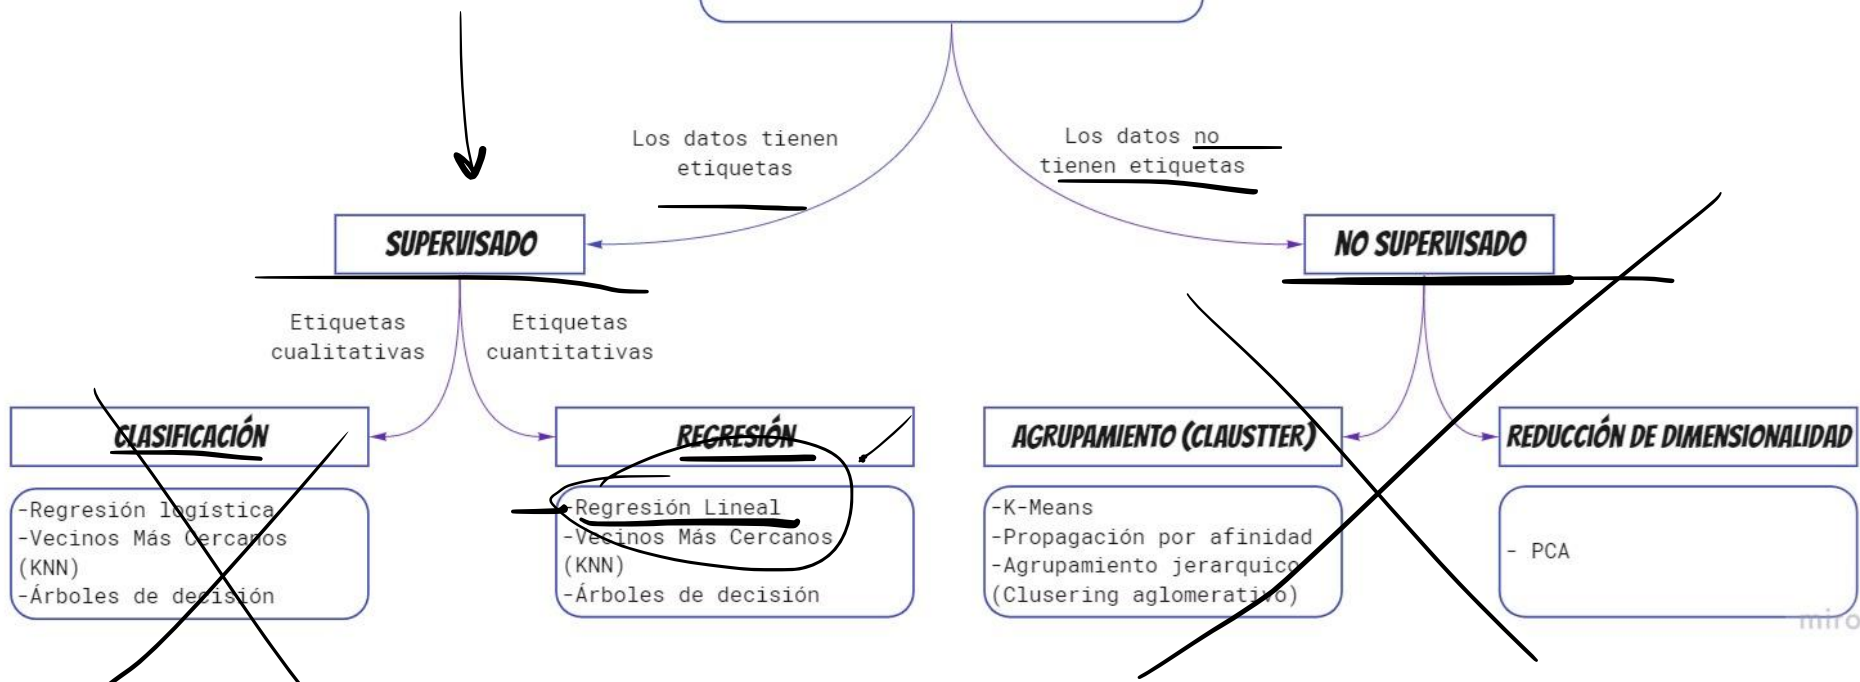 Los datos tienen
etiquetas
Los datos no
tienen etiquetas
SUPERVISADO
NO SUPERVISADO
Etiquetas
cualitativas
Etiquetas
cuantitativas
CLASIFICACIÓN
REGRESIÓN
AGRUPAMIENTO (CLAUSTTER)
REDUCCIÓN DE DIMENSIONALIDAD
-Regresión logística
-Vecinos Más Cercanos
(KNN)
-Árboles de decisión
-Regresión Lineal
-Vecinos Más Cercanos
(KNN)
-Árboles de decisión
-K-Means
-Propagación por afinidad
-Agrupamiento jerarquico
(Clusering aglomerativo)
- PCA
miro